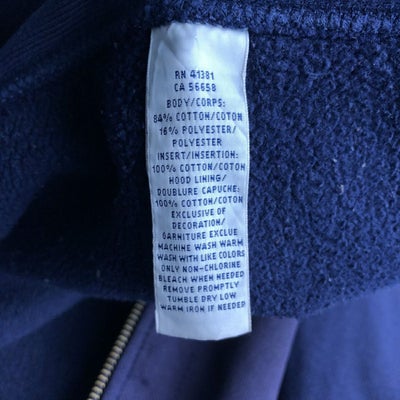 RN 41381
CA 56658
BODY/CORPS:
84% COTTON/COTON
16% POLYESTER/
POLYESTER
INSERT/INSERTION:
100% COTTON/COTON
HOOD LINING/
DOUBLURE CAPUCHE:
100% COTTON/COTON
EXCLUSIVE OF
DECORATION/
GARNITURE EXCLUE
MACHINE WASH WARM
WASH WITH LIKE COLORS
ONLY NON-CHLORINE
BLEACH WHEN NEEDED
REMOVE PROMPTLY
TUMBLE DRY LOW
WARM IRON IF NEEDED